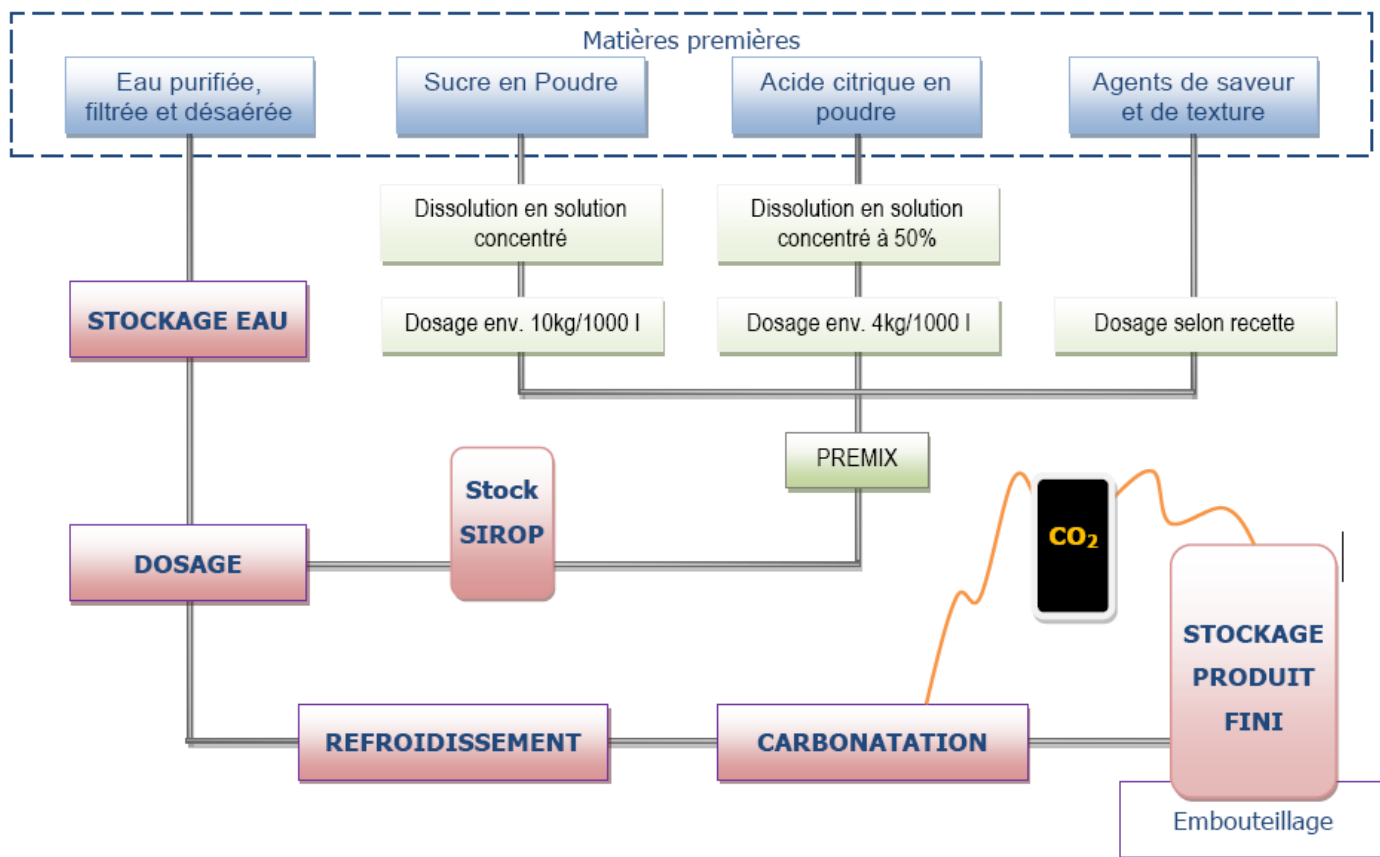 Matières premières
Eau purifiée,
filtrée et désaérée
Sucre en Poudre
Acide citrique en
poudre
Agents de saveur
et de texture
Dissolution en solution
concentré
Dissolution en solution
concentré à 50%
STOCKAGE EAU
Dosage env. 10kg/1000 l
Dosage env. 4kg/1000 l
Dosage selon recette
PREMIX
Stock
SIROP
CO₂
DOSAGE
STOCKAGE
PRODUIT
FINI
REFROIDISSEMENT
CARBONATATION
Embouteillage